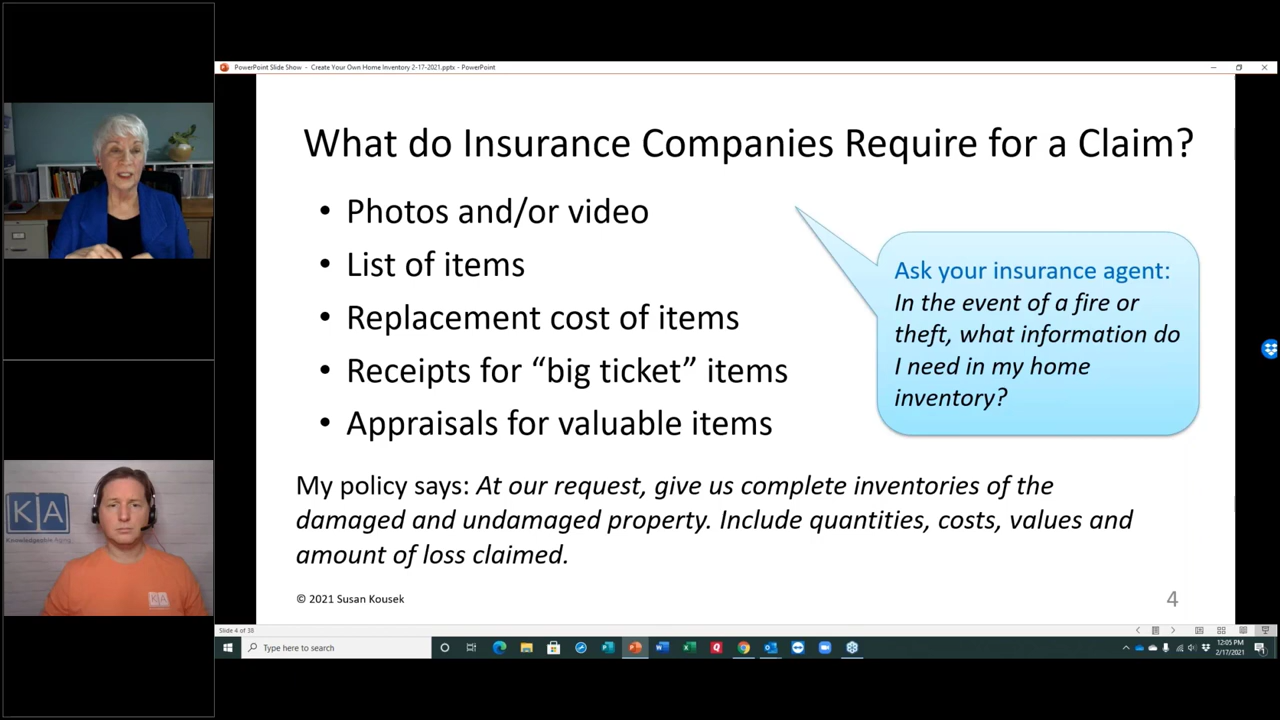 PowerPoint Slide Show - Create Your Own Home Inventory 2-17-2021.pptx - PowerPoint
What do Insurance Companies Require for a Claim?
• Photos and/or video
• List of items
• Replacement cost of items
• Receipts for “big ticket” items
• Appraisals for valuable items
Ask your insurance agent:
In the event of a fire or
theft, what information do
I need in my home
inventory?
My policy says: At our request, give us complete inventories of the
damaged and undamaged property. Include quantities, costs, values and
amount of loss claimed.
© 2021 Susan Kousek
4
KA
KA
Slide 4 of 38
Type here to search
12:05 PM
2/17/2021